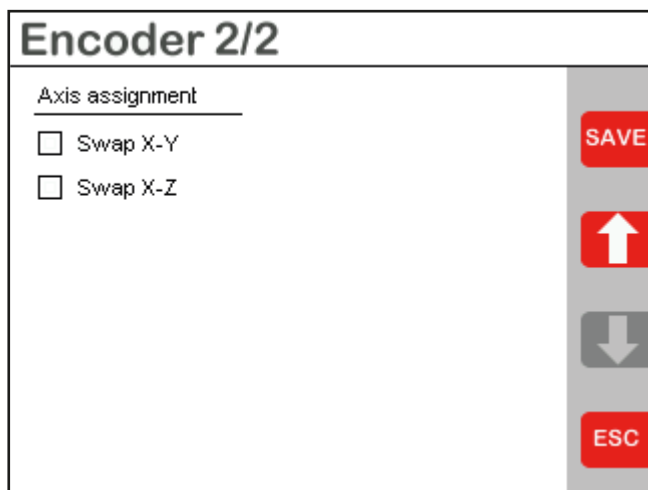 Encoder 2/2
Axis assignment
Swap X-Y
Swap X-Z
SAVE
ESC